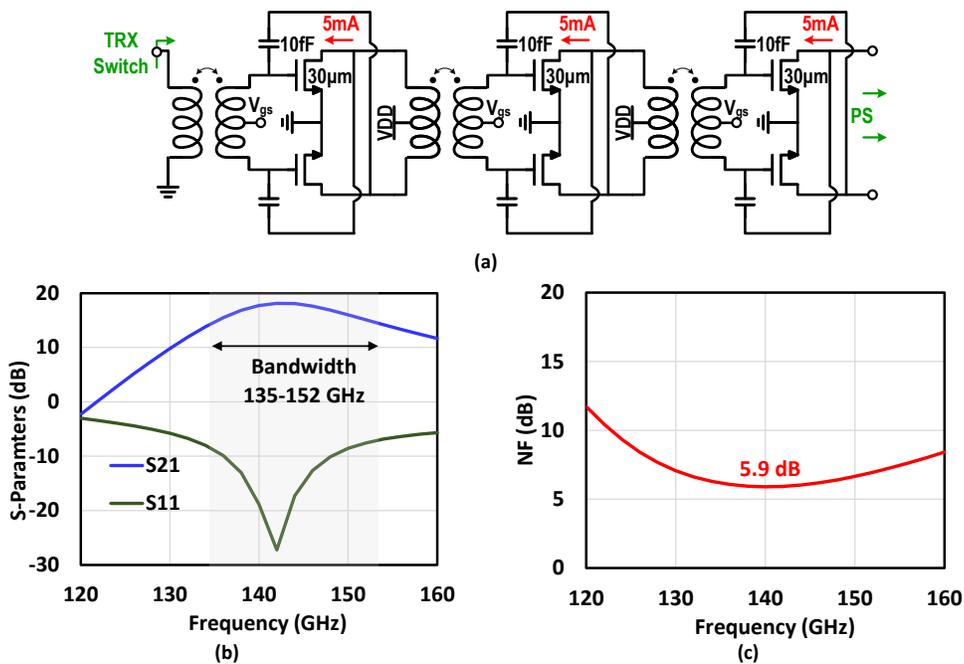 TRX
Switch
10fF
5mA
30µm
Vgs
VDD
10fF
5mA
30µm
Vgs
VDD
10fF
5mA
30µm
Vgs
PS
(a)
20
10
0
-10
-20
-30
S-Paramters (dB)
Bandwidth
135-152 GHz
S21
S11
120
130
140
150
160
Frequency (GHz)
(b)
20
15
10
5
0
NF (dB)
5.9 dB
120
130
140
150
160
Frequency (GHz)
(c)